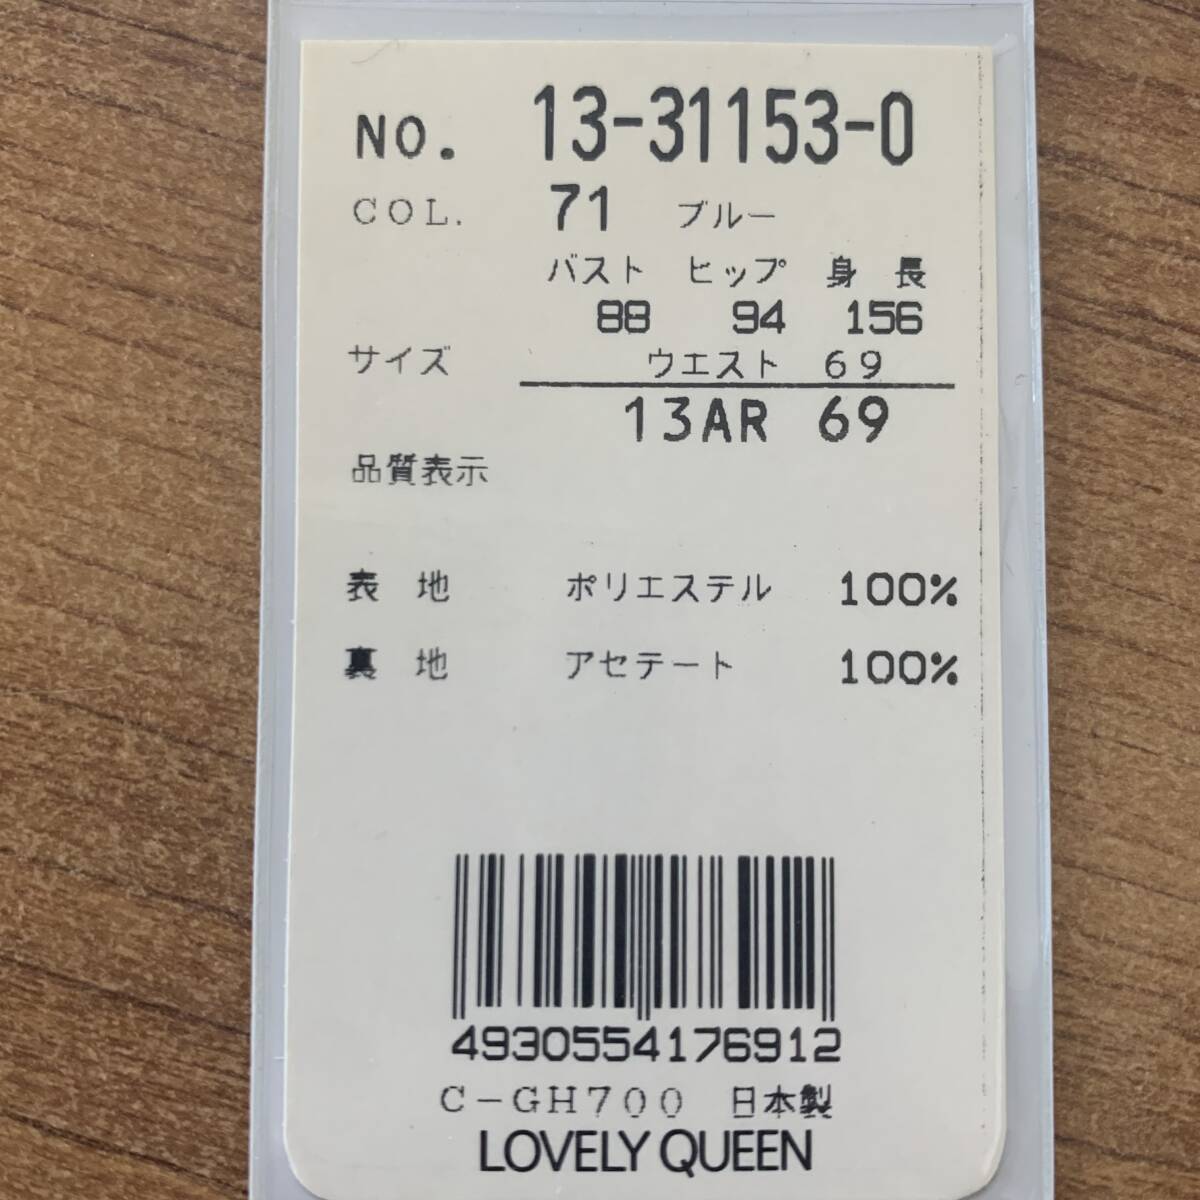 NO. 13-31153-0
COL. 71 ブルー
バスト ヒップ 身長
88 94 156
サイズ ウエスト 69
13AR 69
品質表示
表地 ポリエステル 100%
裏地 アセテート 100%
4930554176912
C-GH700 日本製
LOVELY QUEEN